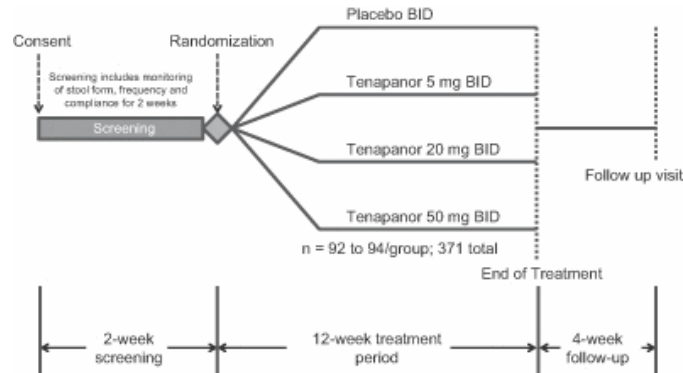 Placebo BID
Consent
Randomization
Screening includes monitoring
of stool form, frequency and
compliance for 2 weeks
Screening
Tenapanor 5 mg BID
Tenapanor 20 mg BID
Follow up visit
Tenapanor 50 mg BID
n = 92 to 94/group; 371 total
End of Treatment
2-week
screening
12-week treatment
period
4-week
follow-up